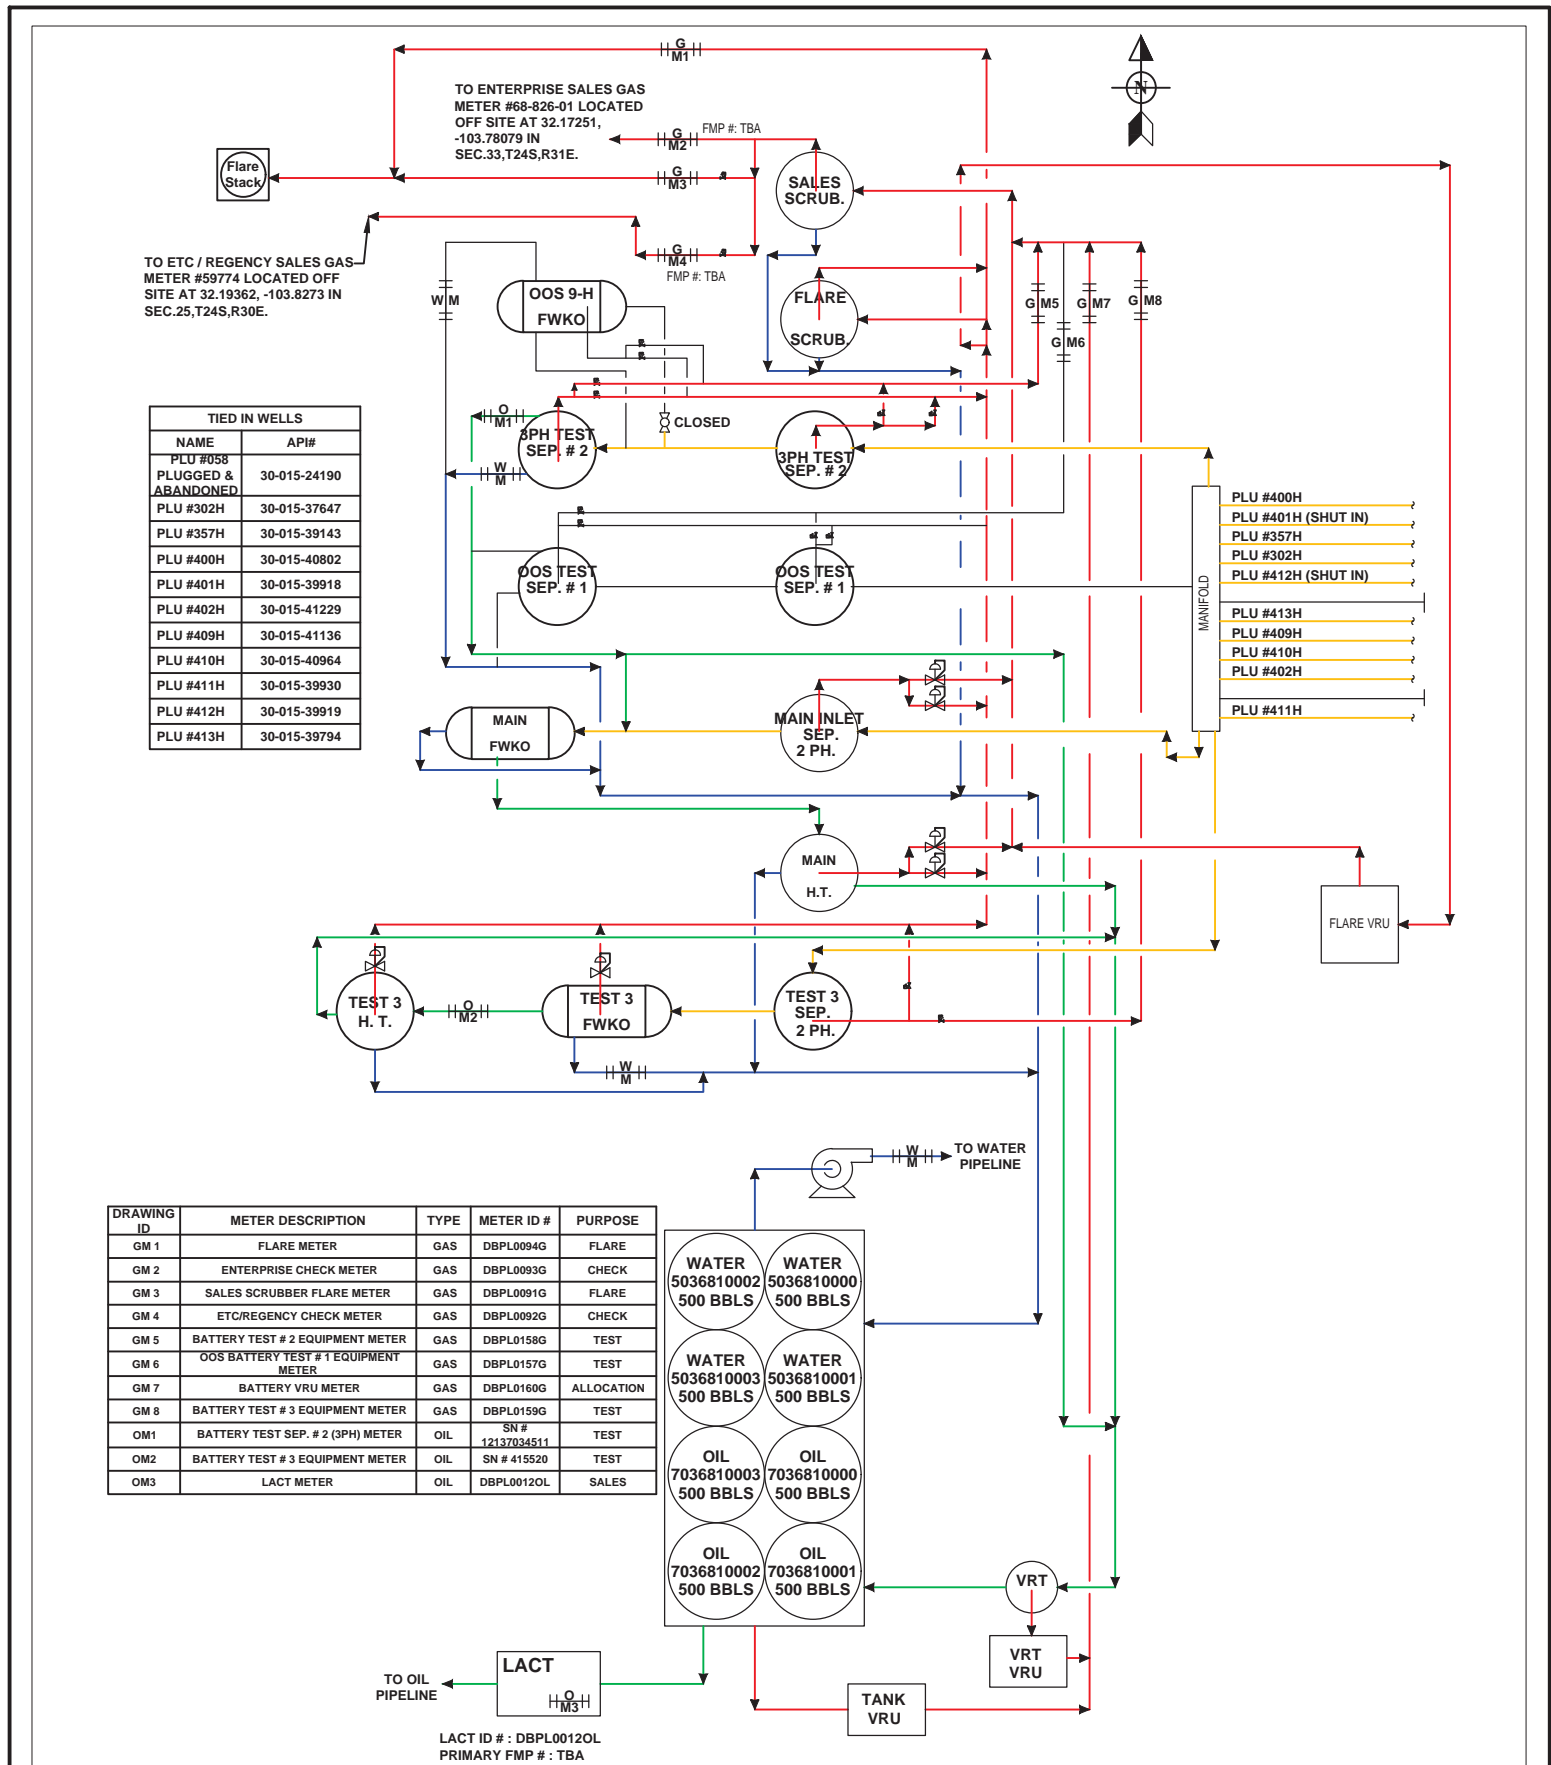 G
M1
N
TO ENTERPRISE SALES GAS
METER #68-826-01 LOCATED
OFF SITE AT 32.17251,
-103.78079 IN
SEC.33,T24S,R31E.
G
M2
FMP #: TBA
Flare
Stack
G
M3
SALES
SCRUB.
TO ETC / REGENCY SALES GAS
METER #59774 LOCATED OFF
SITE AT 32.19362, -103.8273 IN
SEC.25,T24S,R30E.
G
M4
FMP #: TBA
W M
OOS 9-H
FWKO
FLARE
SCRUB.
G M5
G M6
G M7
G M8
TIED IN WELLS
NAME API#
PLU #058
PLUGGED &
ABANDONED
30-015-24190
PLU #302H 30-015-37647
PLU #357H 30-015-39143
PLU #400H 30-015-40802
PLU #401H 30-015-39918
PLU #402H 30-015-41229
PLU #409H 30-015-41136
PLU #410H 30-015-40964
PLU #411H 30-015-39930
PLU #412H 30-015-39919
PLU #413H 30-015-39794
O
M1
3PH TEST
SEP. # 2
CLOSED
3PH TEST
SEP. # 2
W
M
OOS TEST
SEP. # 1
OOS TEST
SEP. # 1
MANIFOLD
PLU #400H
PLU #401H (SHUT IN)
PLU #357H
PLU #302H
PLU #412H (SHUT IN)
PLU #413H
PLU #409H
PLU #410H
PLU #402H
PLU #411H
MAIN
FWKO
MAIN INLET
SEP.
2 PH.
MAIN
H.T.
FLARE VRU
TEST 3
H. T.
O
M2
TEST 3
FWKO
TEST 3
SEP.
2 PH.
W
M
W
M
TO WATER
PIPELINE
DRAWING
ID
METER DESCRIPTION TYPE METER ID # PURPOSE
GM 1 FLARE METER GAS DBPL0094G FLARE
GM 2 ENTERPRISE CHECK METER GAS DBPL0093G CHECK
GM 3 SALES SCRUBBER FLARE METER GAS DBPL0091G FLARE
GM 4 ETC/REGENCY CHECK METER GAS DBPL0092G CHECK
GM 5 BATTERY TEST # 2 EQUIPMENT METER GAS DBPL0158G TEST
GM 6 OOS BATTERY TEST # 1 EQUIPMENT
METER
GAS DBPL0157G TEST
GM 7 BATTERY VRU METER GAS DBPL0160G ALLOCATION
GM 8 BATTERY TEST # 3 EQUIPMENT METER GAS DBPL0159G TEST
OM1 BATTERY TEST SEP. # 2 (3PH) METER OIL SN #
12137034511
TEST
OM2 BATTERY TEST # 3 EQUIPMENT METER OIL SN # 415520 TEST
OM3 LACT METER OIL DBPL0012OL SALES
WATER
5036810002
500 BBLS
WATER
5036810000
500 BBLS
WATER
5036810003
500 BBLS
WATER
5036810001
500 BBLS
OIL
7036810003
500 BBLS
OIL
7036810000
500 BBLS
OIL
7036810002
500 BBLS
OIL
7036810001
500 BBLS
VRT
VRT
VRU
TANK
VRU
LACT
O
M3
TO OIL
PIPELINE
LACT ID # : DBPL0012OL
PRIMARY FMP # : TBA